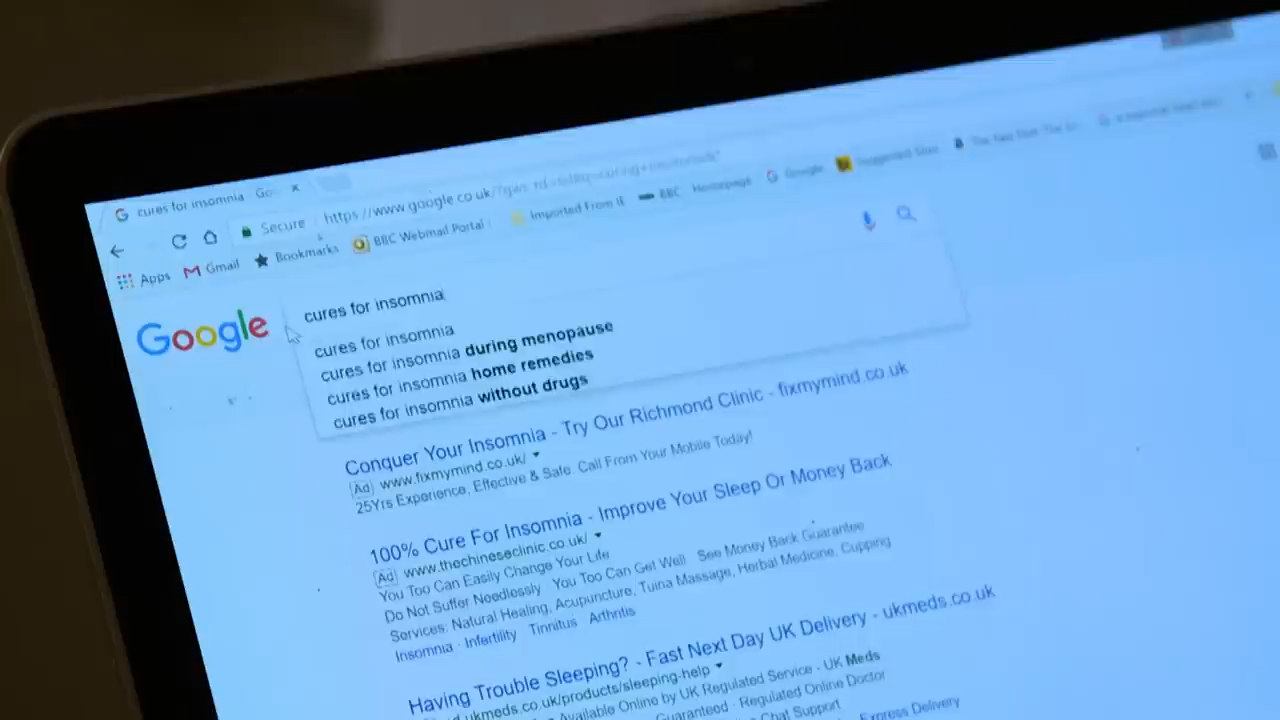 cures for insomnia Go
Secure https://www.google.co.uk/
Apps Gmail Bookmarks BBC Webmail Portal Imported From IE BBC Homepage Google Suggested Sites
Google
cures for insomnia
cures for insomnia
cures for insomnia during menopause
cures for insomnia home remedies
cures for insomnia without drugs
Conquer Your Insomnia - Try Our Richmond Clinic - fixmymind.co.uk
Ad www.fixmymind.co.uk/
25Yrs Experience, Effective & Safe. Call From Your Mobile Today!
100% Cure For Insomnia - Improve Your Sleep Or Money Back
Ad www.thechineseclinic.co.uk/
You Too Can Easily Change Your Life
Do Not Suffer Needlessly · You Too Can Get Well · See Money Back Guarantee
Services: Natural Healing, Acupuncture, Tuina Massage, Herbal Medicine, Cupping
Insomnia · Infertility · Tinnitus · Arthritis
Having Trouble Sleeping? - Fast Next Day UK Delivery - ukmeds.co.uk
ukmeds.co.uk/products/sleeping-help
Available Online by UK Regulated Service - UK Meds
Guaranteed · Regulated Online Doctor
Chat Support
Express Delivery